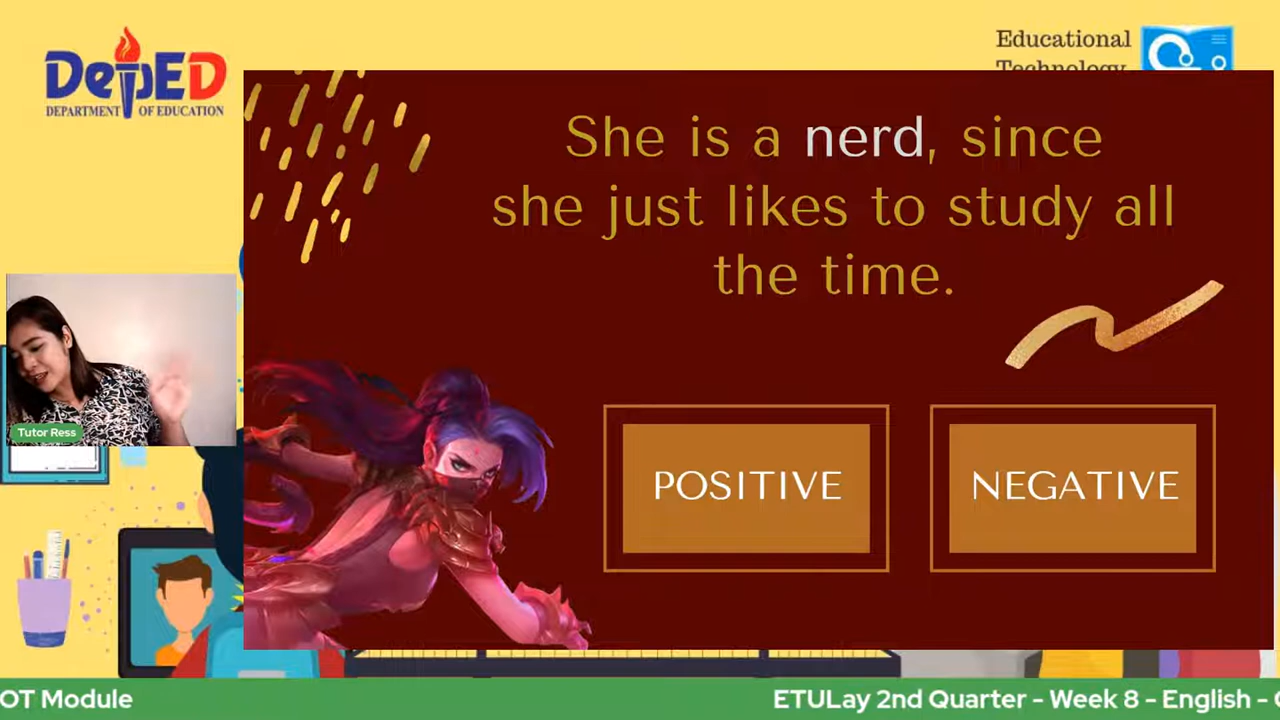 DepED
DEPARTMENT OF EDUCATION
Educational
Technology
She is a nerd, since
she just likes to study all
the time.
Tutor Ress
POSITIVE
NEGATIVE
OT Module
ETULay 2nd Quarter - Week 8 - English -